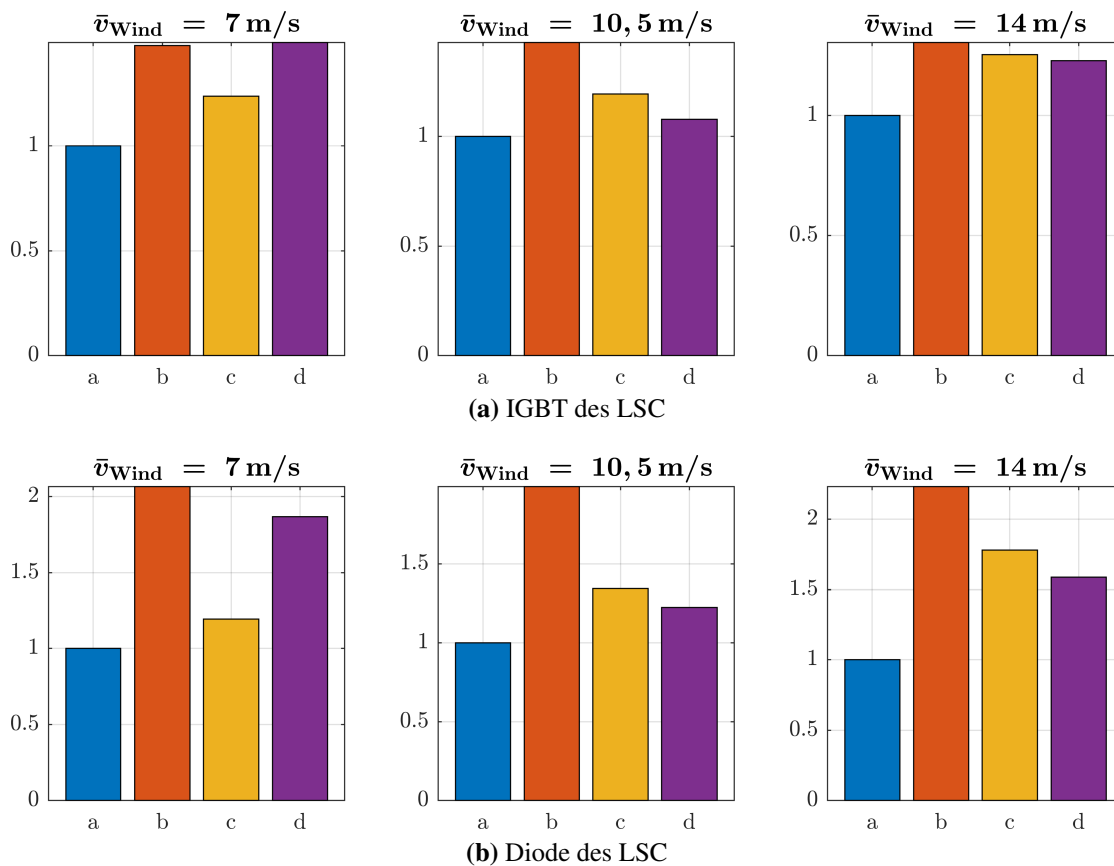 v̄Wind = 7 m/s
v̄Wind = 10, 5 m/s
v̄Wind = 14 m/s
1
0.5
0
a b c d
1
0.5
0
a b c d
1
0.5
0
a b c d
(a) IGBT des LSC
v̄Wind = 7 m/s
v̄Wind = 10, 5 m/s
v̄Wind = 14 m/s
2
1.5
1
0.5
0
a b c d
1.5
1
0.5
0
a b c d
2
1.5
1
0.5
0
a b c d
(b) Diode des LSC